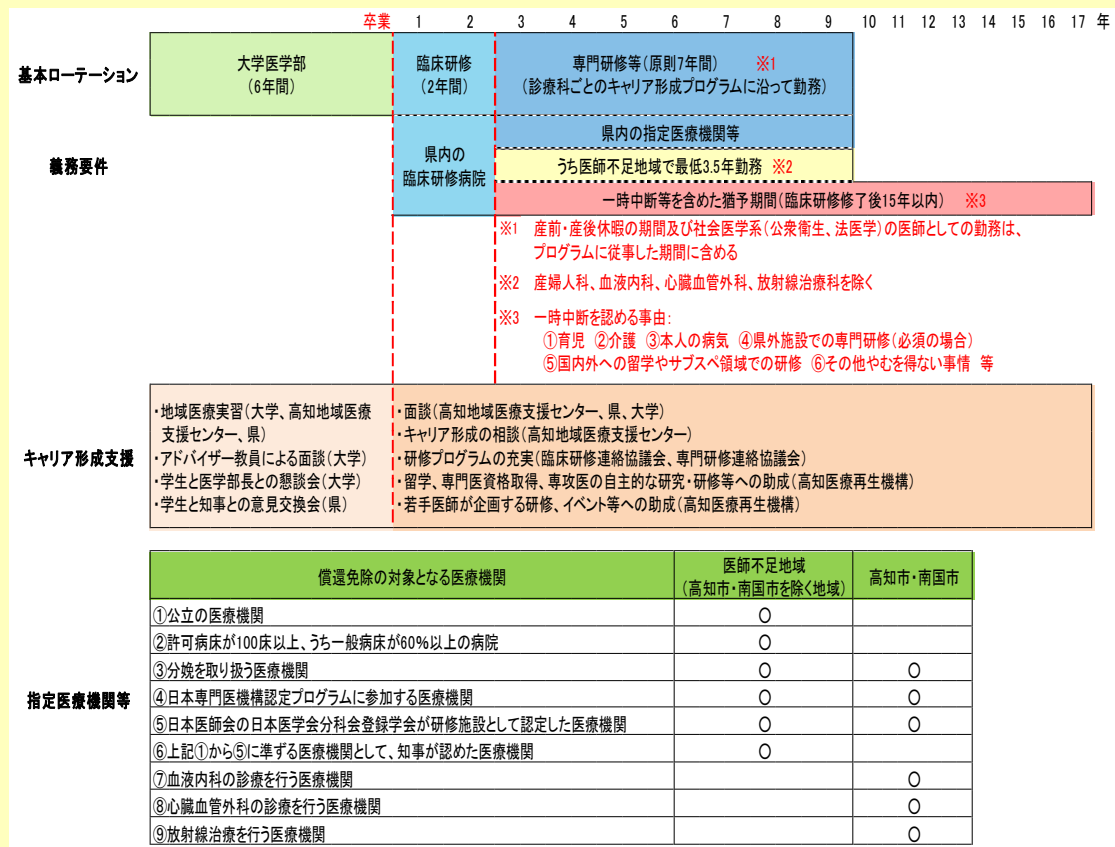 卒業 1 2 3 4 5 6 7 8 9 10 11 12 13 14 15 16 17 年
基本ローテーション
大学医学部
(6年間)
臨床研修
(2年間)
専門研修等(原則7年間) ※1
(診療科ごとのキャリア形成プログラムに沿って勤務)
義務要件
県内の
臨床研修病院
県内の指定医療機関等
うち医師不足地域で最低3.5年勤務 ※2
一時中断等を含めた猶予期間(臨床研修修了後15年以内) ※3
※1 産前・産後休暇の期間及び社会医学系(公衆衛生、法医学)の医師としての勤務は、
プログラムに従事した期間に含める
※2 産婦人科、血液内科、心臓血管外科、放射線治療科を除く
※3 一時中断を認める事由:
①育児 ②介護 ③本人の病気 ④県外施設での専門研修(必須の場合)
⑤国内外への留学やサブスペ領域での研修 ⑥その他やむを得ない事情 等
キャリア形成支援
・地域医療実習(大学、高知地域医療
支援センター、県)
・アドバイザー教員による面談(大学)
・学生と医学部長との懇談会(大学)
・学生と知事との意見交換会(県)
・面談(高知地域医療支援センター、県、大学)
・キャリア形成の相談(高知地域医療支援センター)
・研修プログラムの充実(臨床研修連絡協議会、専門研修連絡協議会)
・留学、専門医資格取得、専攻医の自主的な研究・研修等への助成(高知医療再生機構)
・若手医師が企画する研修、イベント等への助成(高知医療再生機構)
指定医療機関等
償還免除の対象となる医療機関
医師不足地域
(高知市・南国市を除く地域)
高知市・南国市
①公立の医療機関 ○
②許可病床が100床以上、うち一般病床が60%以上の病院 ○
③分娩を取り扱う医療機関 ○ ○
④日本専門医機構認定プログラムに参加する医療機関 ○ ○
⑤日本医師会の日本医学会分科会登録学会が研修施設として認定した医療機関 ○ ○
⑥上記①から⑤に準ずる医療機関として、知事が認めた医療機関 ○
⑦血液内科の診療を行う医療機関 ○
⑧心臓血管外科の診療を行う医療機関 ○
⑨放射線治療を行う医療機関 ○